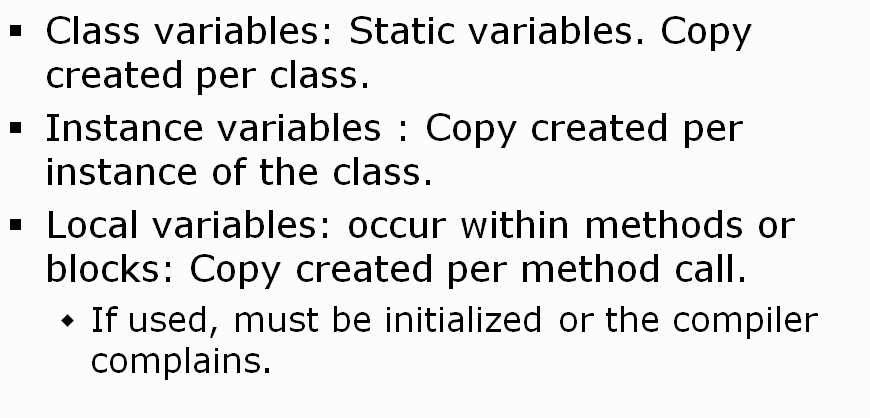 ▪ Class variables: Static variables. Copy
created per class.
▪ Instance variables : Copy created per
instance of the class.
▪ Local variables: occur within methods or
blocks: Copy created per method call.
◆ If used, must be initialized or the compiler
complains.